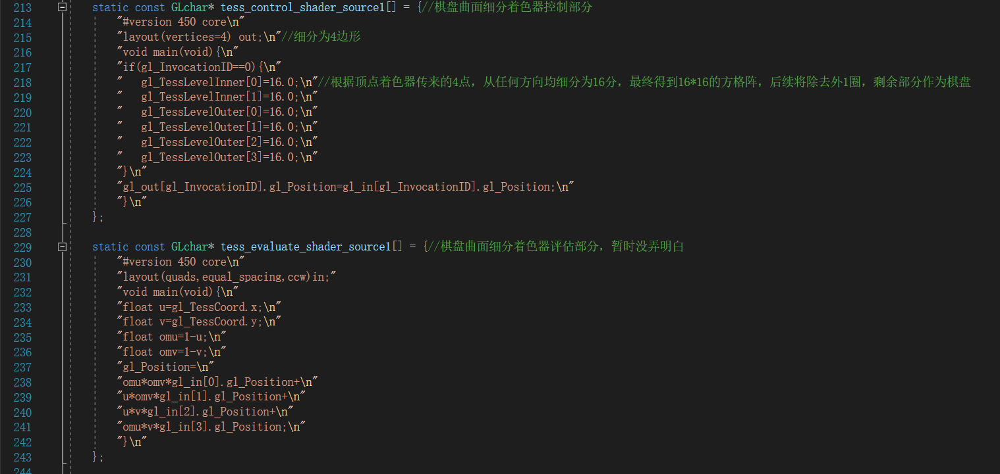 213 static const GLchar* tess_control_shader_source1[] = {//棋盘曲面细分着色器控制部分
214 "#version 450 core\n"
215 "layout(vertices=4) out;\n"//细分为4边形
216 "void main(void){\n"
217 "if(gl_InvocationID==0){\n"
218 "   gl_TessLevelInner[0]=16.0;\n"//根据顶点着色器传来的4点，从任何方向均细分为16分，最终得到16*16的方格阵，后续将除去外1圈，剩余部分作为棋盘
219 "   gl_TessLevelInner[1]=16.0;\n"
220 "   gl_TessLevelOuter[0]=16.0;\n"
221 "   gl_TessLevelOuter[1]=16.0;\n"
222 "   gl_TessLevelOuter[2]=16.0;\n"
223 "   gl_TessLevelOuter[3]=16.0;\n"
224 "}\n"
225 "gl_out[gl_InvocationID].gl_Position=gl_in[gl_InvocationID].gl_Position;\n"
226 "}\n"
227 };
228
229 static const GLchar* tess_evaluate_shader_source1[] = {//棋盘曲面细分着色器评估部分，暂时没弄明白
230 "#version 450 core\n"
231 "layout(quads,equal_spacing,ccw)in;"
232 "void main(void){\n"
233 "float u=gl_TessCoord.x;\n"
234 "float v=gl_TessCoord.y;\n"
235 "float omu=1-u;\n"
236 "float omv=1-v;\n"
237 "gl_Position=\n"
238 "omu*omv*gl_in[0].gl_Position+\n"
239 "u*omv*gl_in[1].gl_Position+\n"
240 "u*v*gl_in[2].gl_Position+\n"
241 "omu*v*gl_in[3].gl_Position;\n"
242 "}\n"
243 };
244